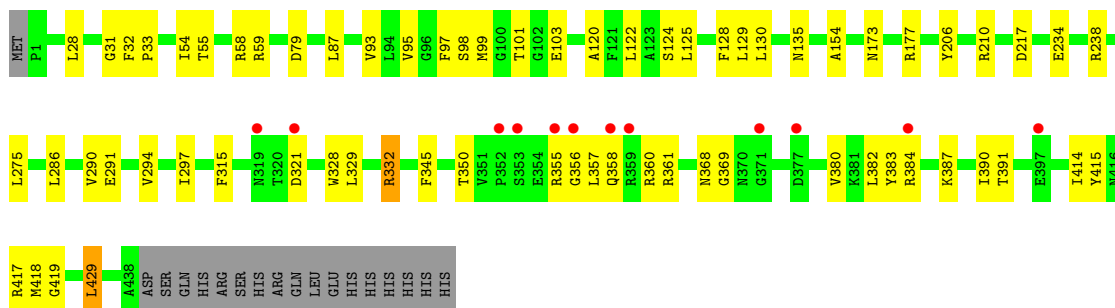 MET P1 L28 G31 F32 P33 I54 T55 R58 R59 D79 L87 V93 L94 V95 G96 F97 S98 M99 G100 T101 G102 E103 A120 F121 L122 A123 S124 L125 F128 L129 L130 N135 A154 N173 R177 Y206 R210 D217 E234 R238
L275 L286 V290 E291 V294 I297 F315 N319 T320 D321 W328 L329 R332 F345 T350 V351 P352 S353 E354 R355 G356 L357 Q358 R359 R360 R361 N368 G369 N370 G371 D377 V380 K381 L382 Y383 R384 K387 I390 T391 E397 I414 Y415 N416
R417 M418 G419 L429 A438 ASP SER GLN HIS ARG SER HIS ARG GLN LEU GLU HIS HIS HIS HIS HIS HIS